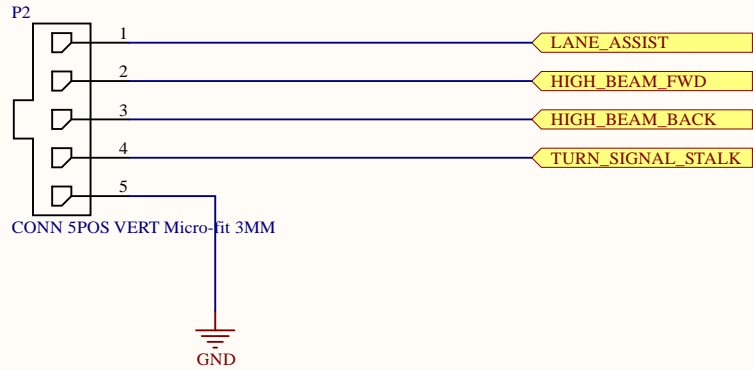 P2
1
LANE_ASSIST
2
HIGH_BEAM_FWD
3
HIGH_BEAM_BACK
4
TURN_SIGNAL_STALK
5
CONN 5POS VERT Micro-fit 3MM
GND